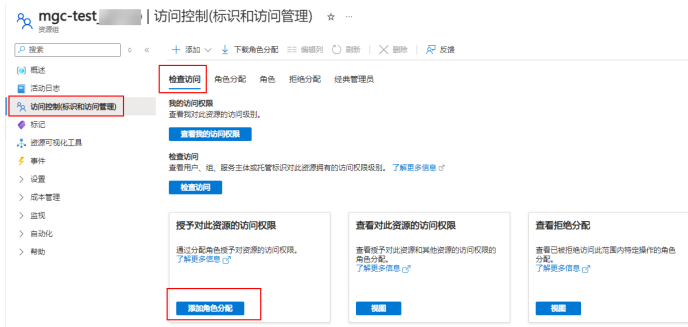 mgc-test_ | 访问控制(标识和访问管理)
资源组
搜索
添加 下载角色分配 编辑列 刷新 删除 反馈
概述
活动日志
访问控制(标识和访问管理)
标记
资源可视化工具
事件
设置
成本管理
监视
自动化
帮助
检查访问 角色分配 角色 拒绝分配 经典管理员
我的访问权限
查看我对此资源的访问级别。
查看我的访问权限
检查访问
查看用户、组、服务主体或托管标识对此资源拥有的访问权限级别。 了解更多信息
检查访问
授予对此资源的访问权限
通过分配角色授予对资源的访问权限。
了解更多信息
添加角色分配
查看对此资源的访问权限
查看授予对此资源和其他资源的访问权限的
角色分配。
了解更多信息
视图
查看拒绝分配
查看已被拒绝访问此范围内特定操作的角色
分配。
了解更多信息
视图